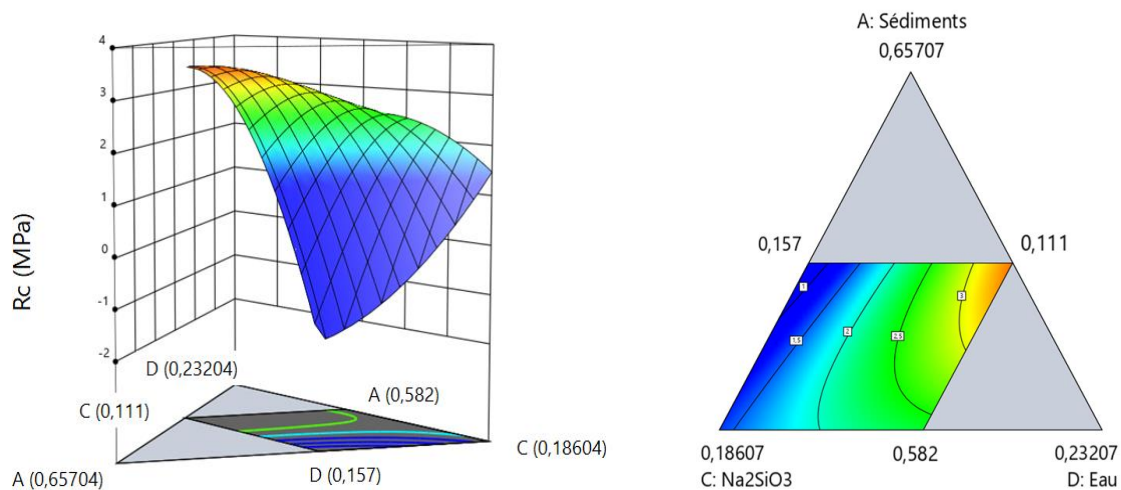 4
3
2
1
0
-1
-2
Rc (MPa)
D (0,23204)
C (0,111)
A (0,582)
A (0,65704)
D (0,157)
C (0,18604)
A: Sédiments
0,65707
0,157
0,111
1
1.5
2
2.5
3
0,18607
0,582
0,23207
C: Na2SiO3
D: Eau